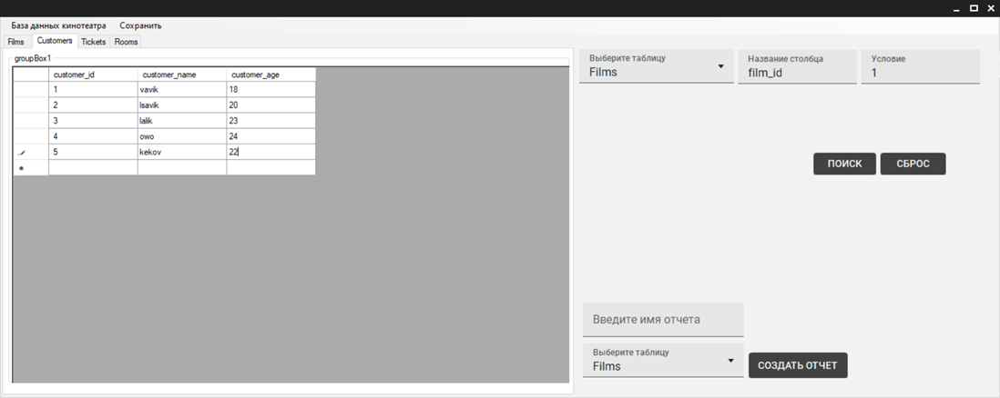 База данных кинотеатра Сохранить
Films Customers Tickets Rooms
groupBox1
customer_id customer_name customer_age
1 vavik 18
2 lsavik 20
3 lalik 23
4 owo 24
5 kekov 22
Выберите таблицу
Films
Название столбца
film_id
Условие
1
ПОИСК СБРОС
Введите имя отчета
Выберите таблицу
Films
СОЗДАТЬ ОТЧЕТ